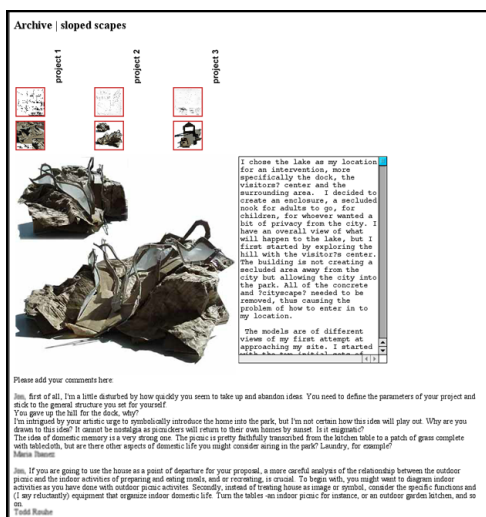 Archive | sloped scapes
project 1
project 2
project 3
I chose the lake as my location
for an intervention, more
specifically the dock, the
visitors? center and the
surrounding area.  I decided to
create an enclosure, a secluded
nook for adults to go, for
children, for whoever wanted a
bit of privacy from the city. I
have an overall view of what
will happen to the lake, but I
first started by exploring the
hill with the visitor?s center.
The building is not creating a
secluded area away from the
city but allowing the city into
the park. All of the concrete
and ?cityscape? needed to be
removed, thus causing the
problem of how to enter in to
my location.
The models are of different
views of my first attempt at
approaching my site. I started
with the two initial
Please add your comments here:
first of all, I'm a little disturbed by how quickly you seem to take up and abandon ideas. You need to define the parameters of your project and
stick to the general structure you set for yourself.
You gave up the hill for the dock, why?
I'm intrigued by your artistic urge to symbolically introduce the home into the park, but I'm not certain how this idea will play out. Why are you
drawn to this idea? It cannot be nostalgia as picnickers will return to their own homes by sunset. Is it enigmatic?
The idea of domestic memory is a very strong one. The picnic is pretty faithfully transcribed from the kitchen table to a patch of grass complete
with tablecloth, but are there other aspects of domestic life you might consider airing in the park? Laundry, for example?
If you are going to use the house as a point of departure for your proposal, a more careful analysis of the relationship between the outdoor
picnic and the indoor activities of preparing and eating meals, and or recreating, is crucial. To begin with, you might want to diagram indoor
activities as you have done with outdoor picnic activites. Secondly, instead of treating house as image or symbol, consider the specific functions and
(I say reluctantly) equipment that organize indoor domestic life. Turn the tables -an indoor picnic for instance, or an outdoor garden kitchen, and so
on.
Todd Rouhe